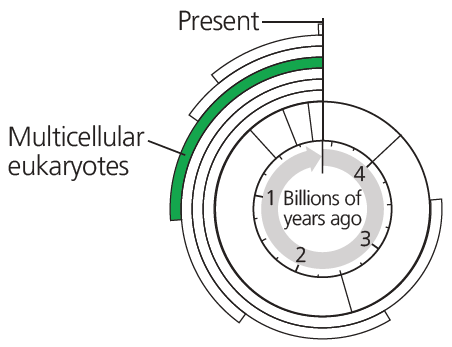 Present
Multicellular
eukaryotes
4
1
Billions of
years ago
3
2